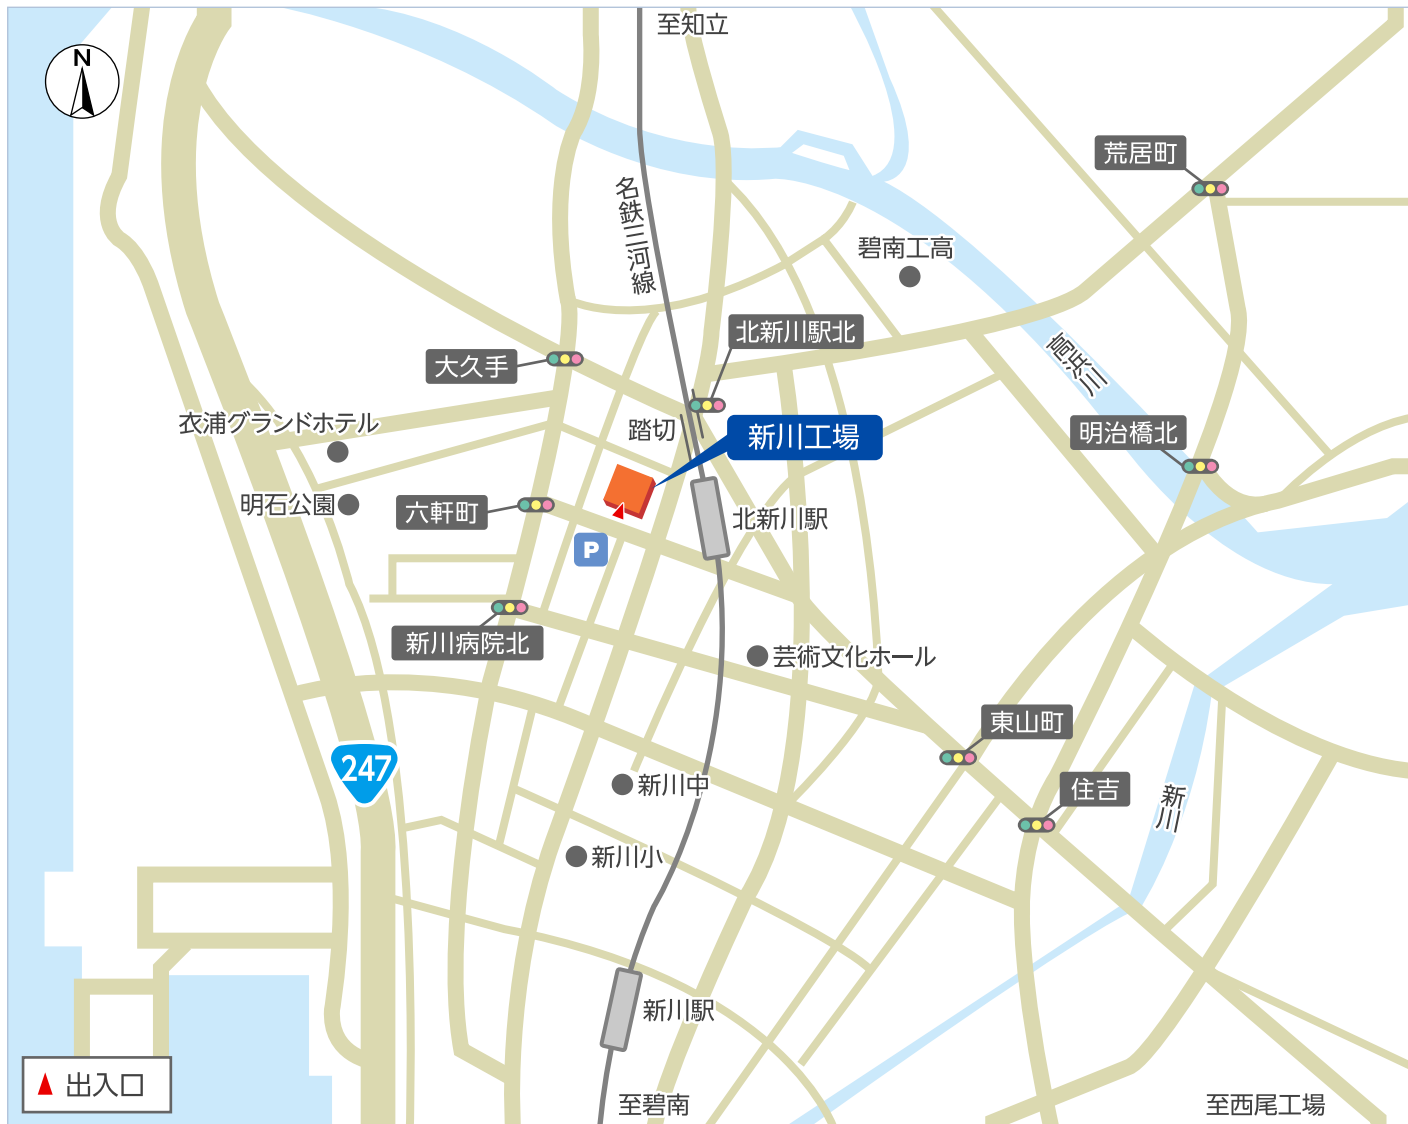 至知立
N
荒居町
名鉄三河線
碧南工高
北新川駅北
大久手
高浜川
衣浦グランドホテル
踏切
新川工場
明治橋北
明石公園
六軒町
北新川駅
P
新川病院北
芸術文化ホール
東山町
247
新川中
住吉
新川
新川小
新川駅
出入口
至碧南
至西尾工場